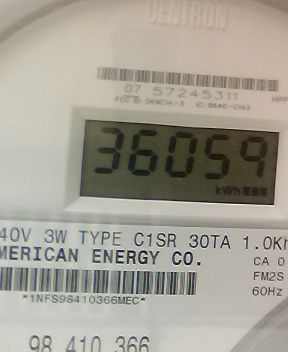 CENTRON
07 57245311
36059
kWh
40V 3W TYPE C1SR 30TA 1.0Kh
MERICAN ENERGY CO.
CA 0
FM2S
60Hz
*1NFS98410366MEC*
98 410 366